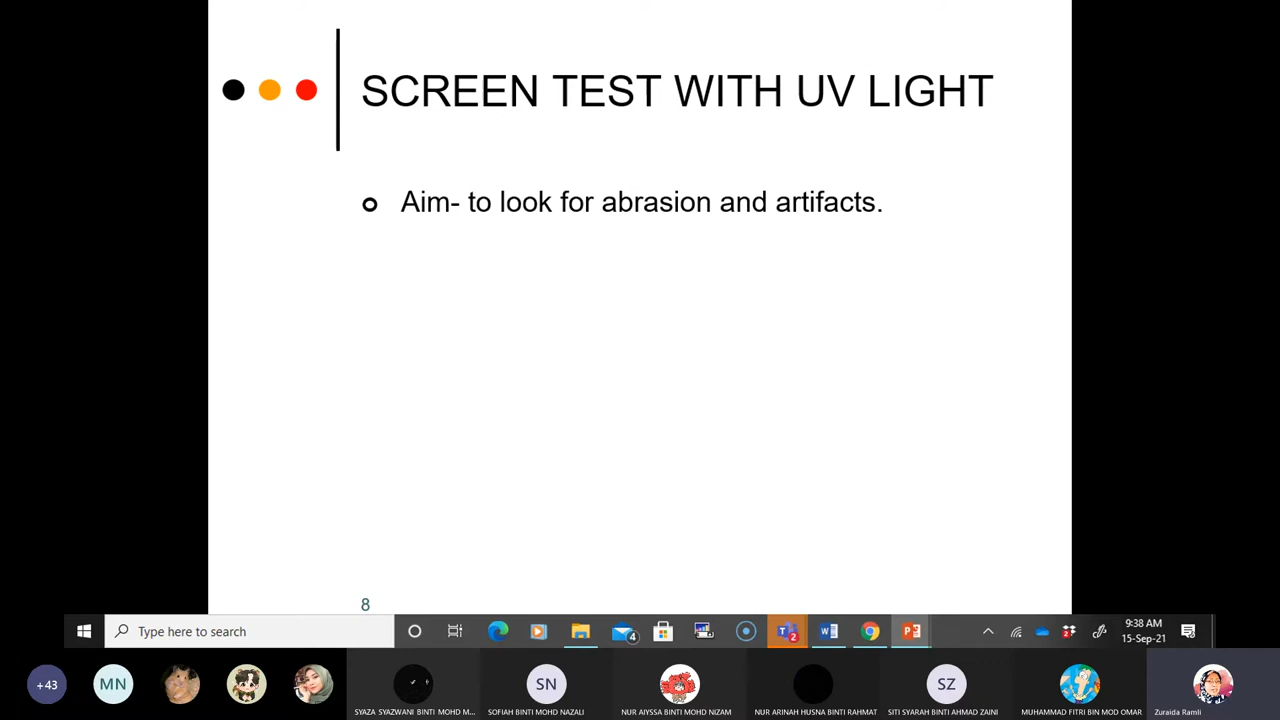 SCREEN TEST WITH UV LIGHT
Aim- to look for abrasion and artifacts.
8
Type here to search
4
2
2
9:38 AM
15-Sep-21
+43
MN
SN
SZ
SYAZA SYAZWANI BINTI MOHD M...
SOFIAH BINTI MOHD NAZALI
NUR AIYSSA BINTI MOHD NIZAM
NUR ARINAH HUSNA BINTI RAHMAT
SITI SYARAH BINTI AHMAD ZAINI
MUHAMMAD FITRI BIN MOD OMAR
Zuraida Ramli